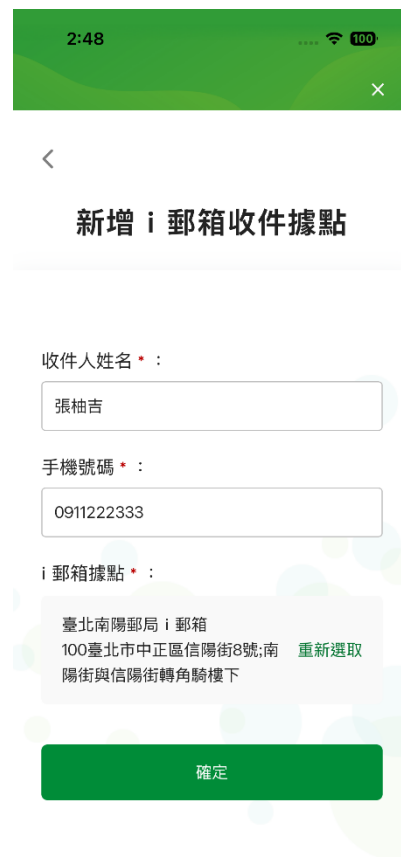 2:48
100
新增 i 郵箱收件據點
收件人姓名 * ：
張柚吉
手機號碼 * ：
0911222333
i 郵箱據點 * ：
臺北南陽郵局 i 郵箱
100臺北市中正區信陽街8號;南
陽街與信陽街轉角騎樓下
重新選取
確定